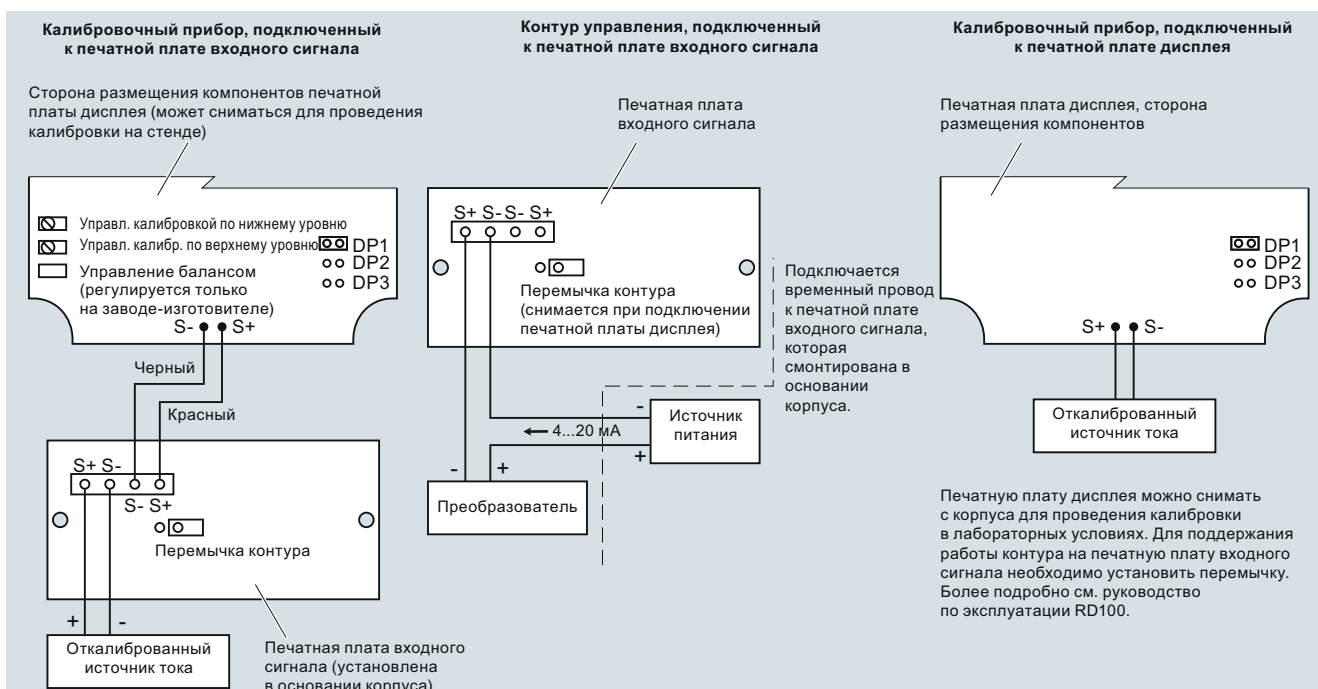 Калибровочный прибор, подключенный
к печатной плате входного сигнала
Сторона размещения компонентов печатной
платы дисплея (может сниматься для проведения
калибровки на стенде)
Управл. калибровкой по нижнему уровню
Управл. калибр. по верхнему уровню
Управление балансом
(регулируется только
на заводе-изготовителе)
DP1
DP2
DP3
S- S+
Черный
Красный
S+ S-
S- S+
Перемычка контура
+ -
Откалиброванный
источник тока
Печатная плата входного
сигнала (установлена
в основании корпуса)
Контур управления, подключенный
к печатной плате входного сигнала
Печатная плата
входного сигнала
S+ S- S- S+
Перемычка контура
(снимается при подключении
печатной платы дисплея)
Подключается
временный провод
к печатной плате
входного сигнала,
которая
смонтирована в
основании
корпуса.
-
4...20 мА
+
Источник
питания
- +
Преобразователь
Калибровочный прибор, подключенный
к печатной плате дисплея
Печатная плата дисплея, сторона
размещения компонентов
DP1
DP2
DP3
S+ S-
Откалиброванный
источник тока
Печатную плату дисплея можно снимать
с корпуса для проведения калибровки
в лабораторных условиях. Для поддержания
работы контура на печатную плату входного
сигнала необходимо установить перемычку.
Более подробно см. руководство
по эксплуатации RD100.